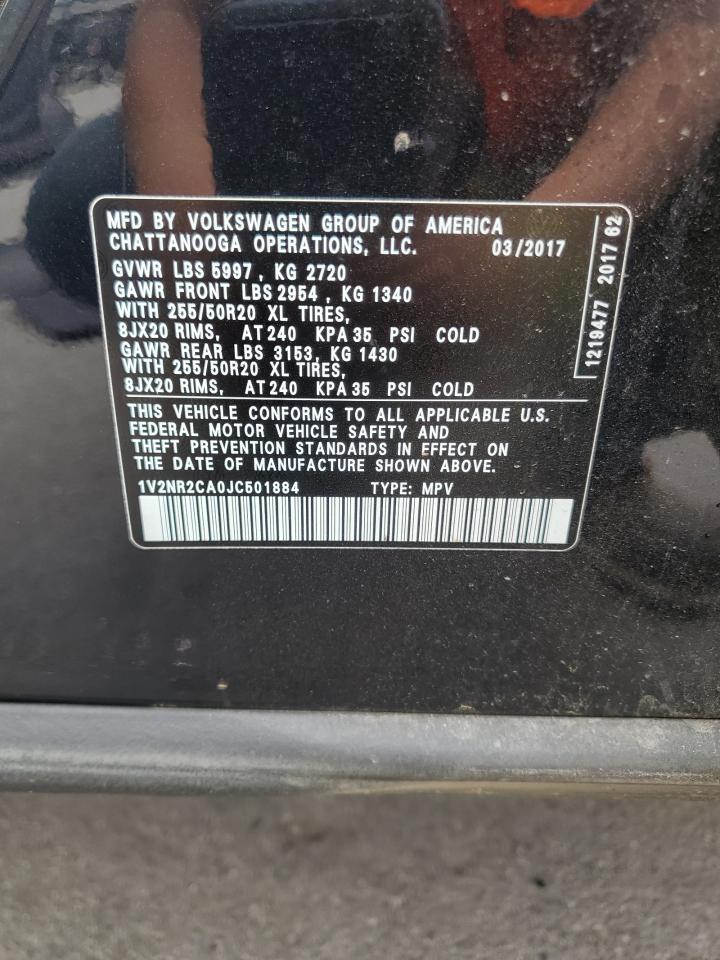 MFD BY VOLKSWAGEN GROUP OF AMERICA
CHATTANOOGA OPERATIONS, LLC. 03/2017
GVWR LBS 5997, KG 2720
GAWR FRONT LBS 2954, KG 1340
WITH 255/50R20 XL TIRES,
8JX20 RIMS, AT 240 KPA 35 PSI COLD
GAWR REAR LBS 3153, KG 1430
WITH 255/50R20 XL TIRES,
8JX20 RIMS, AT 240 KPA 35 PSI COLD
THIS VEHICLE CONFORMS TO ALL APPLICABLE U.S.
FEDERAL MOTOR VEHICLE SAFETY AND
THEFT PREVENTION STANDARDS IN EFFECT ON
THE DATE OF MANUFACTURE SHOWN ABOVE.
1V2NR2CA0JC501884 TYPE: MPV
1219477 2017 62